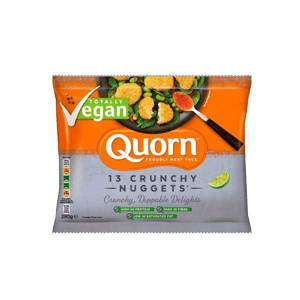 TOTALLY
Vegan
Quorn
PROUDLY MEAT FREE
13 CRUNCHY
NUGGETS
Crunchy, Dippable Delights
HIGH IN PROTEIN
HIGH IN FIBRE
LOW IN SATURATED FAT
280g e